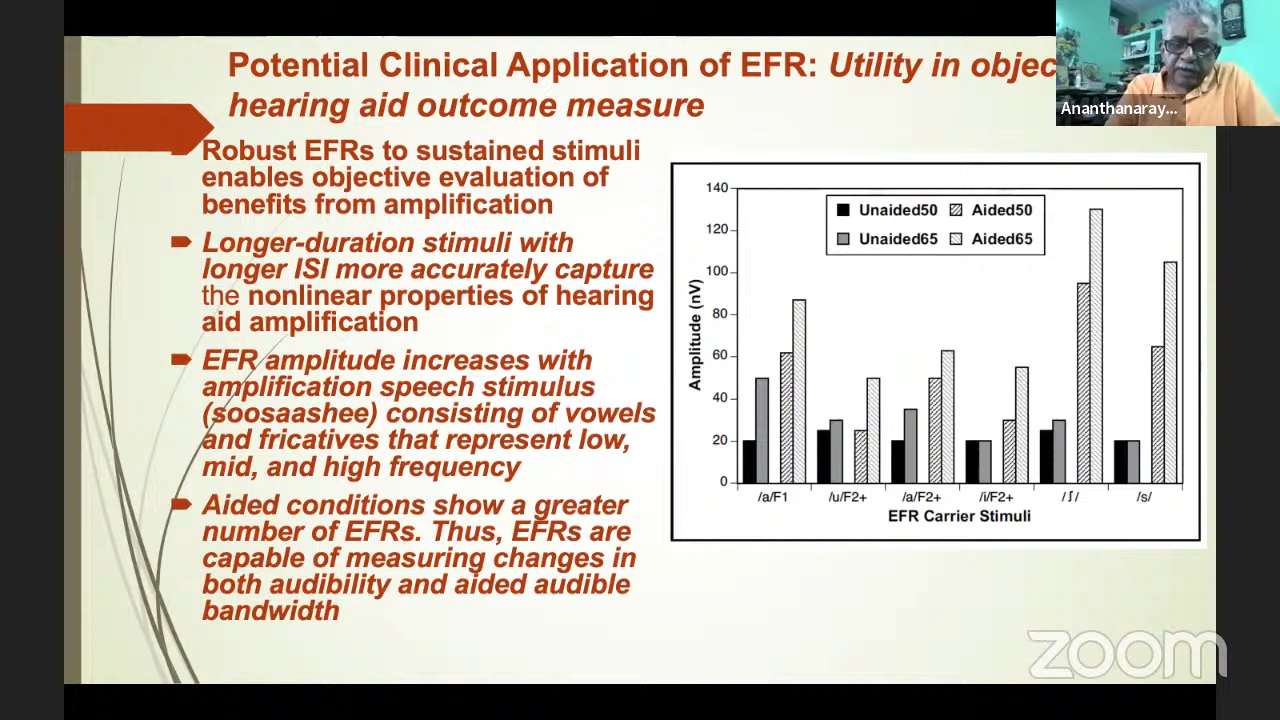 Potential Clinical Application of EFR: Utility in objec
hearing aid outcome measure
Ananthanaray...
Robust EFRs to sustained stimuli
enables objective evaluation of
benefits from amplification
Longer-duration stimuli with
longer ISI more accurately capture
the nonlinear properties of hearing
aid amplification
EFR amplitude increases with
amplification speech stimulus
(soosaashee) consisting of vowels
and fricatives that represent low,
mid, and high frequency
Aided conditions show a greater
number of EFRs. Thus, EFRs are
capable of measuring changes in
both audibility and aided audible
bandwidth
Unaided50 Aided50
Unaided65 Aided65
Amplitude (nV)
140
120
100
80
60
40
20
0
/a/F1 /u/F2+ /a/F2+ /i/F2+ /ʃ/ /s/
EFR Carrier Stimuli
zoom